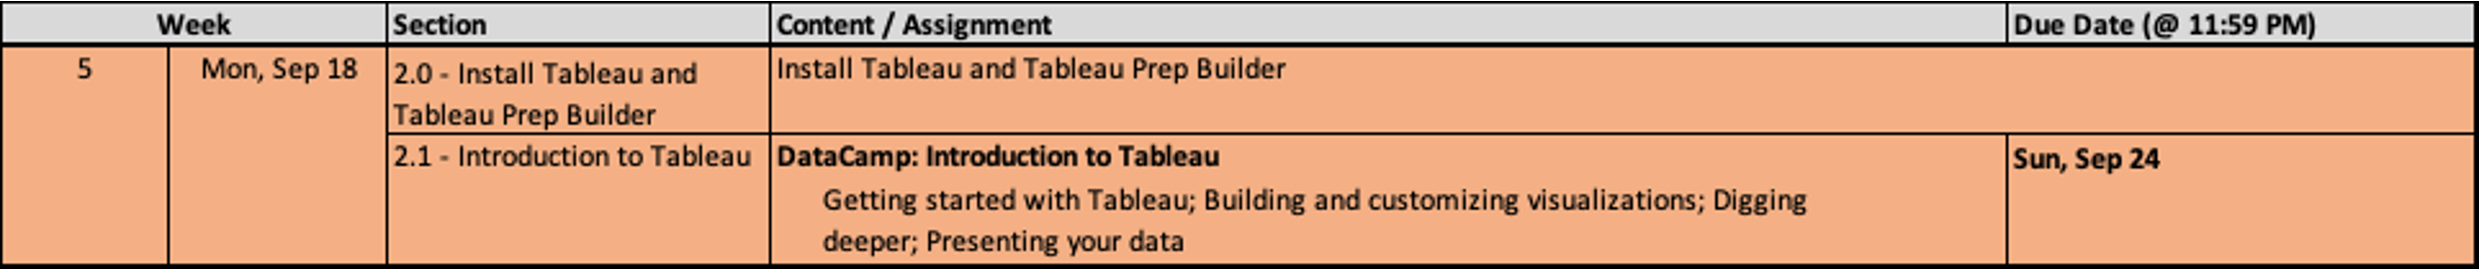 Week Section Content / Assignment Due Date (@ 11:59 PM)
5 Mon, Sep 18 2.0 - Install Tableau and Tableau Prep Builder Install Tableau and Tableau Prep Builder
2.1 - Introduction to Tableau DataCamp: Introduction to Tableau Sun, Sep 24
Getting started with Tableau; Building and customizing visualizations; Digging
deeper; Presenting your data